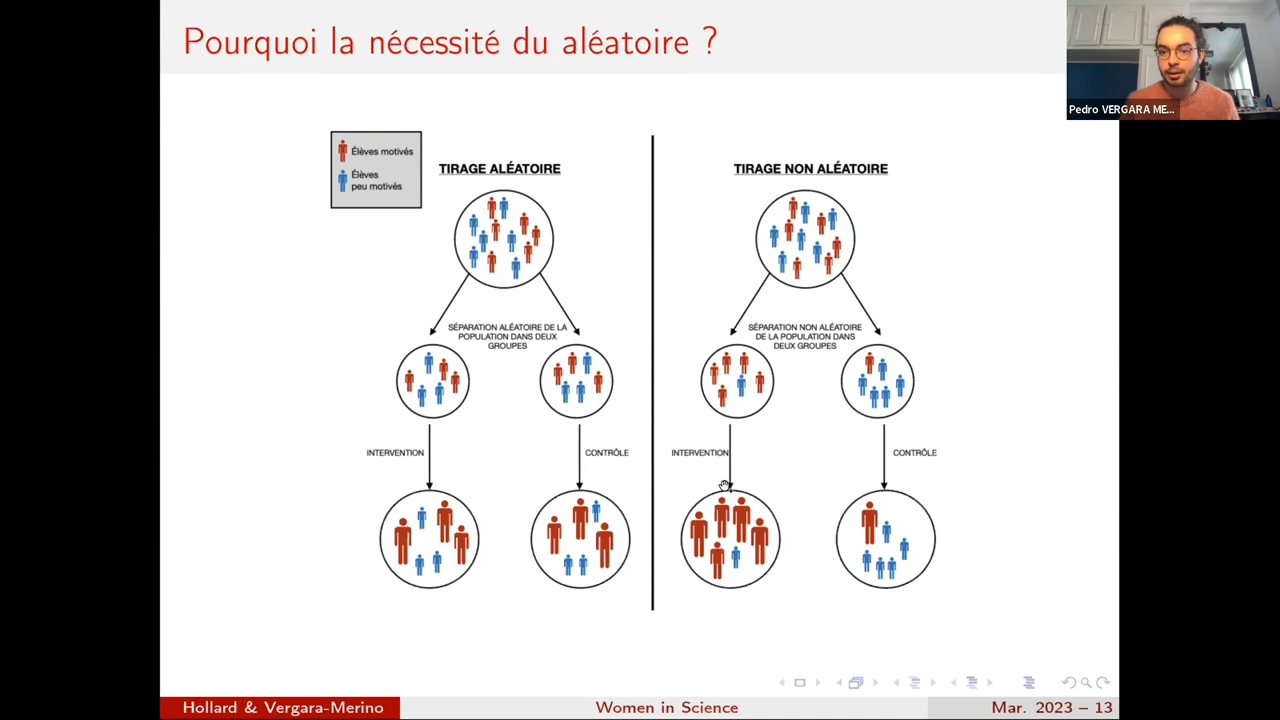 Pourquoi la nécessité du aléatoire ?
Pedro VERGARA ME...
Élèves motivés
Élèves
peu motivés
TIRAGE ALÉATOIRE
SÉPARATION ALÉATOIRE DE LA
POPULATION DANS DEUX
GROUPES
INTERVENTION
CONTRÔLE
TIRAGE NON ALÉATOIRE
SÉPARATION NON ALÉATOIRE
DE LA POPULATION DANS
DEUX GROUPES
INTERVENTION
CONTRÔLE
Hollard & Vergara-Merino
Women in Science
Mar. 2023 – 13